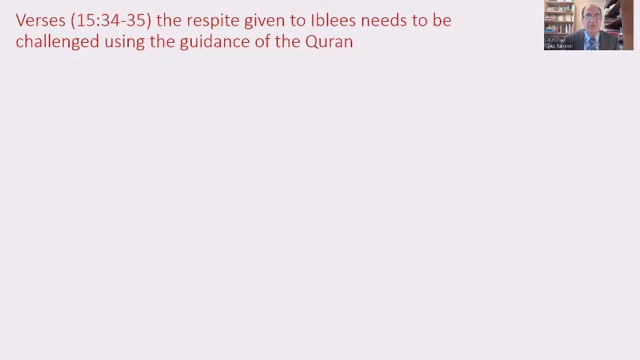 Verses (15:34-35) the respite given to Iblees needs to be
challenged using the guidance of the Quran